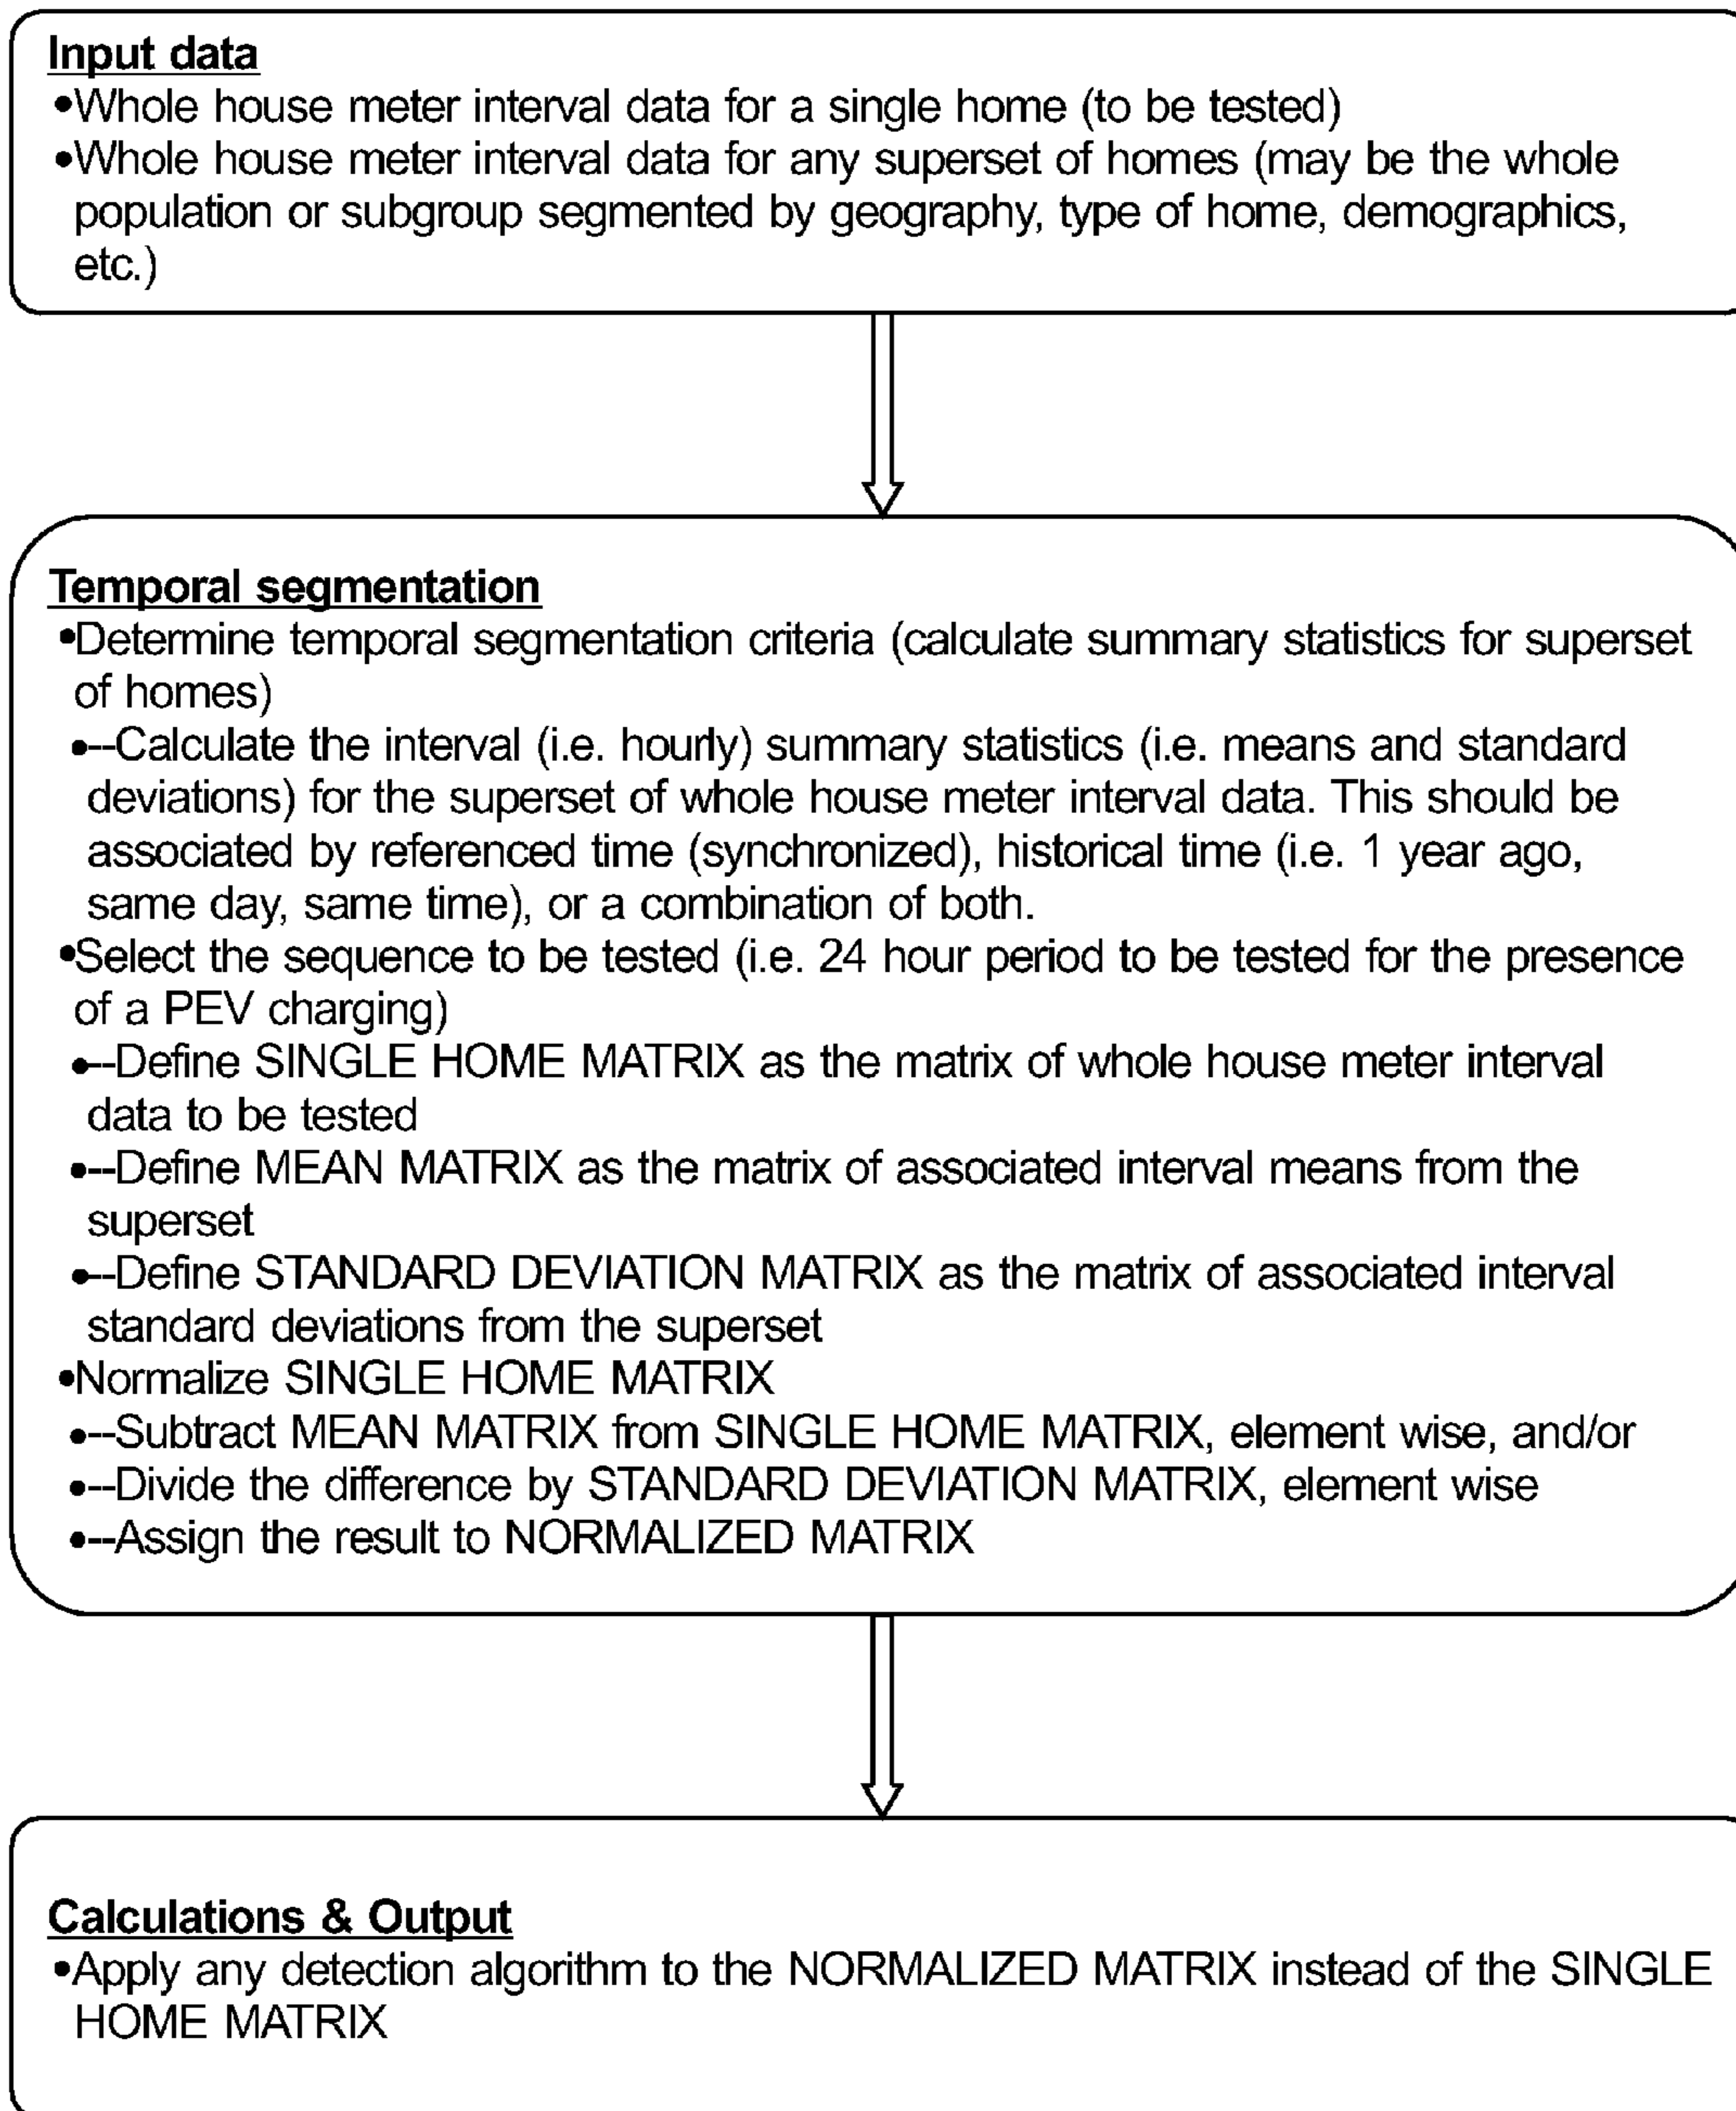 Input data
•Whole house meter interval data for a single home (to be tested)
•Whole house meter interval data for any superset of homes (may be the whole
population or subgroup segmented by geography, type of home, demographics,
etc.)
Temporal segmentation
•Determine temporal segmentation criteria (calculate summary statistics for superset
of homes)
•--Calculate the interval (i.e. hourly) summary statistics (i.e. means and standard
deviations) for the superset of whole house meter interval data. This should be
associated by referenced time (synchronized), historical time (i.e. 1 year ago,
same day, same time), or a combination of both.
•Select the sequence to be tested (i.e. 24 hour period to be tested for the presence
of a PEV charging)
•--Define SINGLE HOME MATRIX as the matrix of whole house meter interval
data to be tested
•--Define MEAN MATRIX as the matrix of associated interval means from the
superset
•--Define STANDARD DEVIATION MATRIX as the matrix of associated interval
standard deviations from the superset
•Normalize SINGLE HOME MATRIX
•--Subtract MEAN MATRIX from SINGLE HOME MATRIX, element wise, and/or
•--Divide the difference by STANDARD DEVIATION MATRIX, element wise
•--Assign the result to NORMALIZED MATRIX
Calculations & Output
•Apply any detection algorithm to the NORMALIZED MATRIX instead of the SINGLE
HOME MATRIX